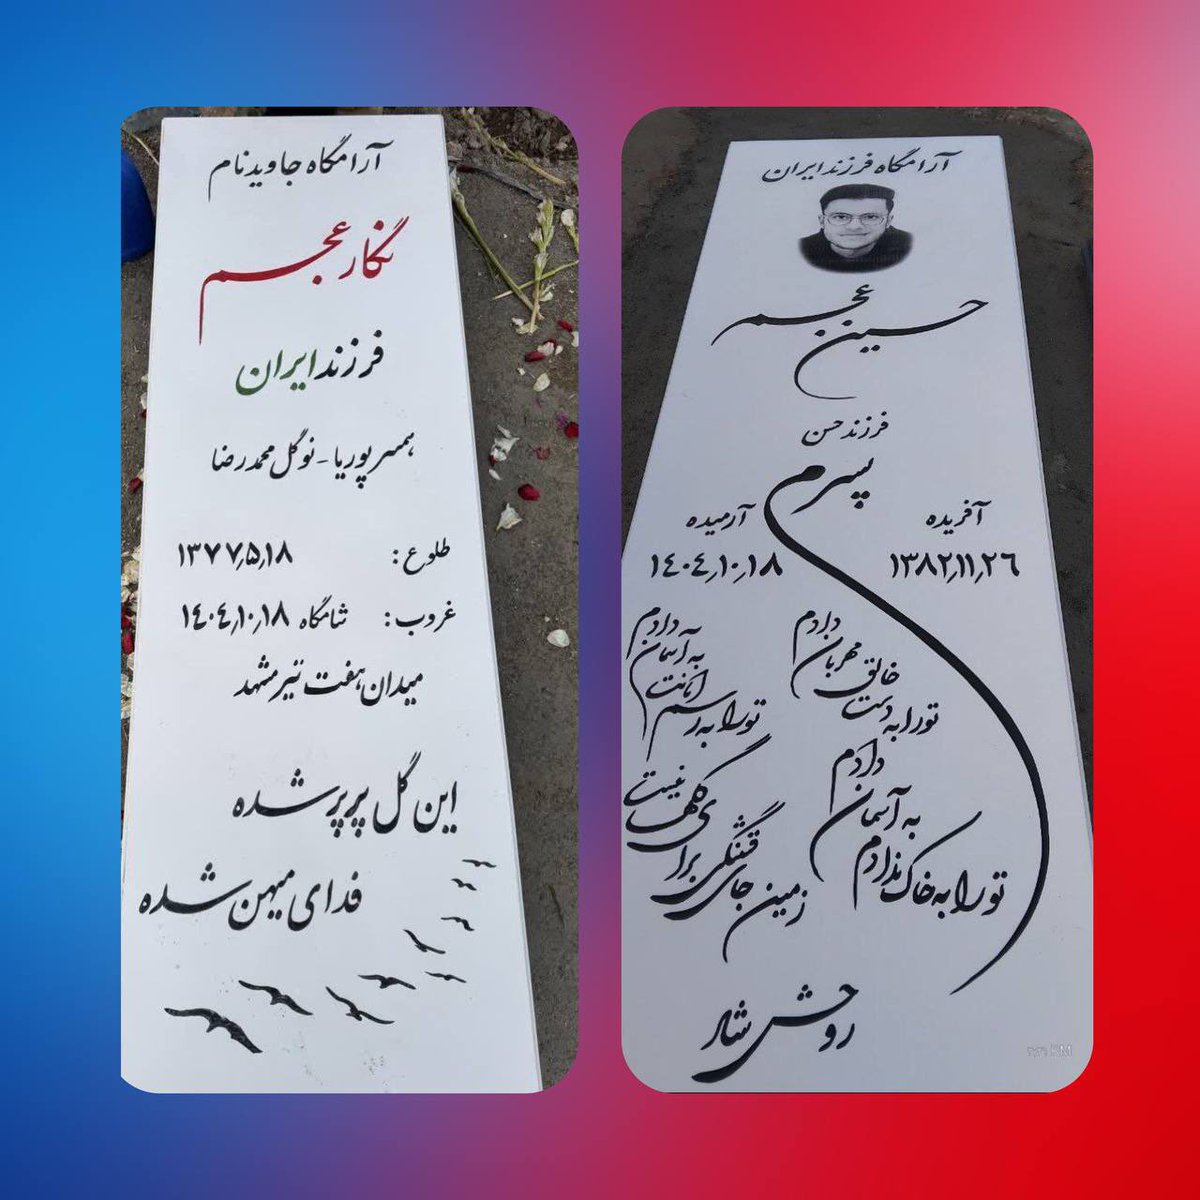 آرامگاه جاویدنام
نگار عجم
فرزند ایران
همسر پوریا - نوگل محمدرضا
طلوع : ۱۳۷۷٫۵٫۱۸
غروب : شامگاه ۱۴۰۴٫۱۰٫۱۸
میدان هفت تیر مشهد
این گل پرپر شده
فدای میهن شده
آرامگاه فرزند ایران
حسین عجم
فرزند حسن
پسرم
آفریده
۱۳۸۲٫۱۱٫۲۶
آرمیده
۱۴۰۴٫۱۰٫۱۸
تو را به دست
خالق
مهربان
دادم
تو را به رسم
امانت
به آسمان
دادم
تو را به خاک ندادم
به آسمان
دادم
زمین جای
قشنگی برا
ی گلها
نیست
روحش شاد